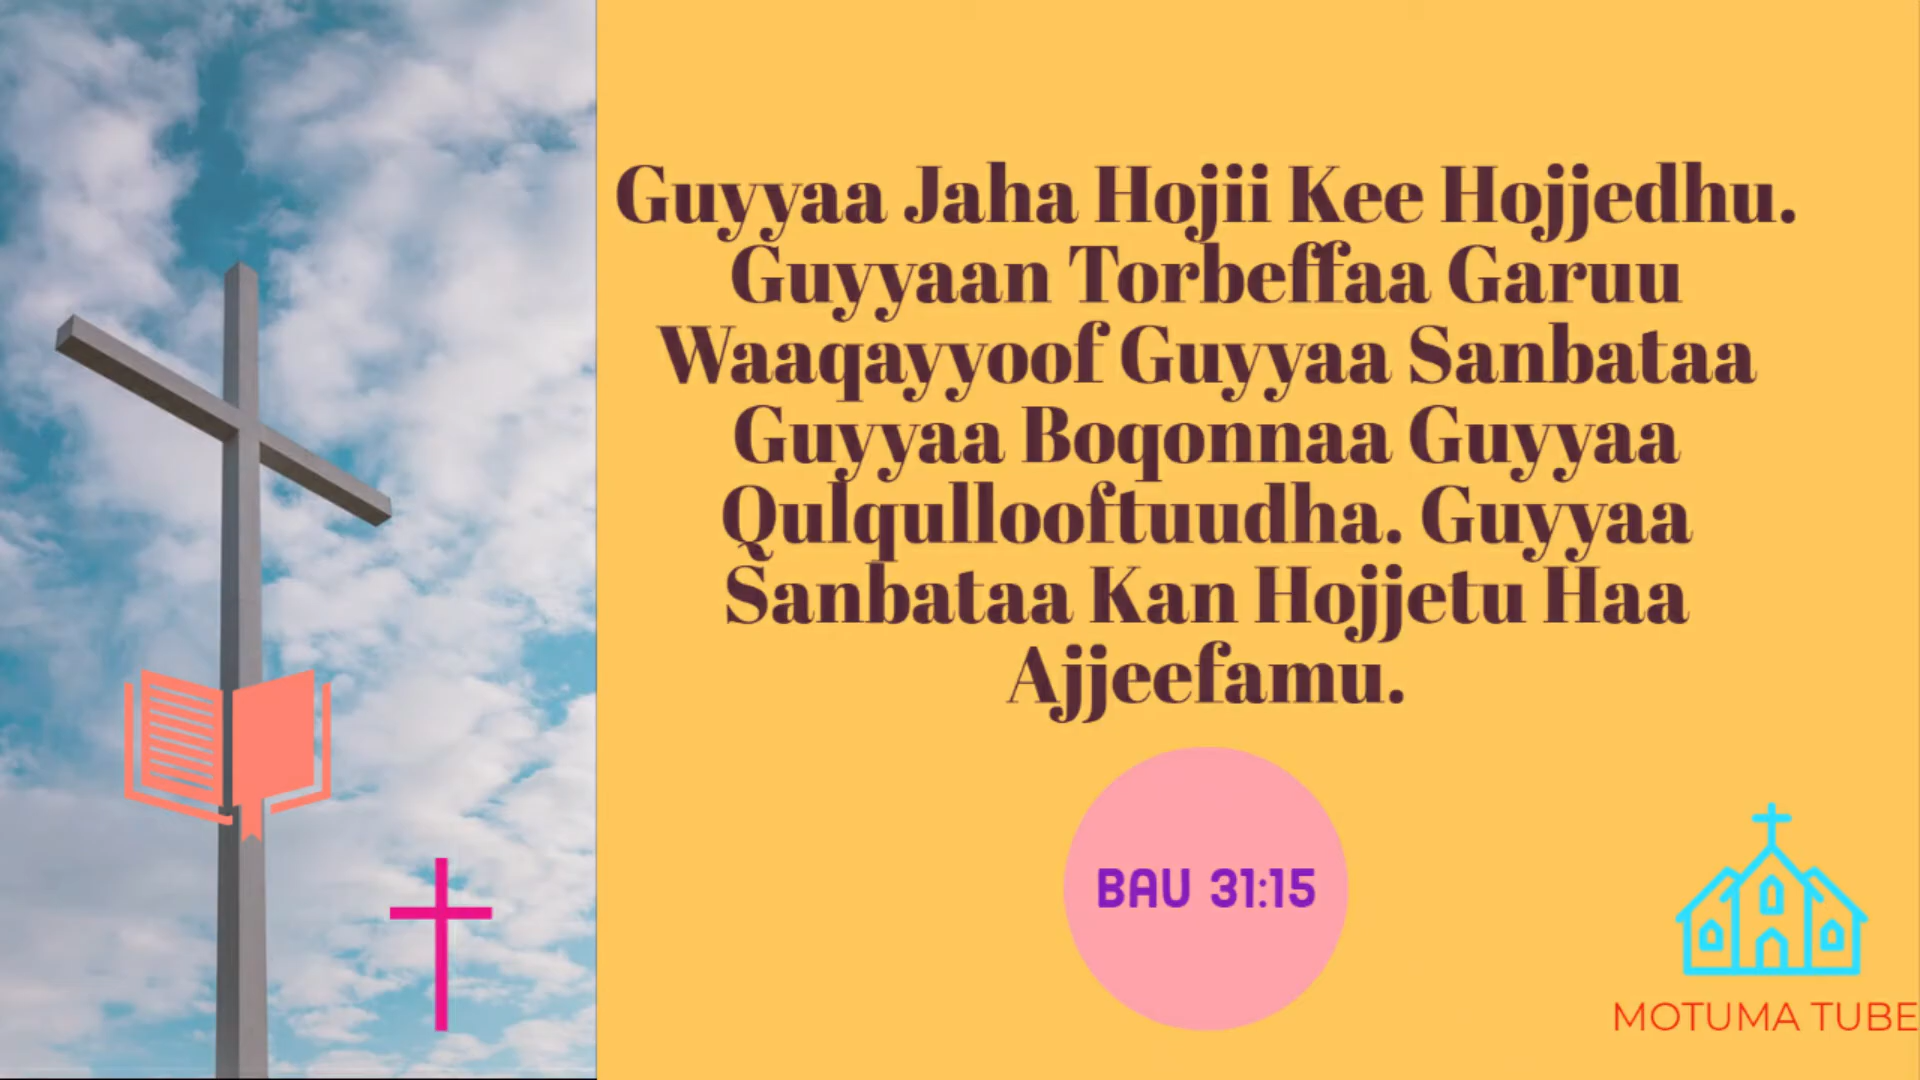 Guyyaa Jaha Hojii Kee Hojjedhu.
Guyyaan Torbeffaa Garuu
Waaqayyoof Guyyaa Sanbataa
Guyyaa Boqonnaa Guyyaa
Qulqullooftuudha. Guyyaa
Sanbataa Kan Hojjetu Haa
Ajjeefamu.
BAU 31:15
MOTUMA TUBE